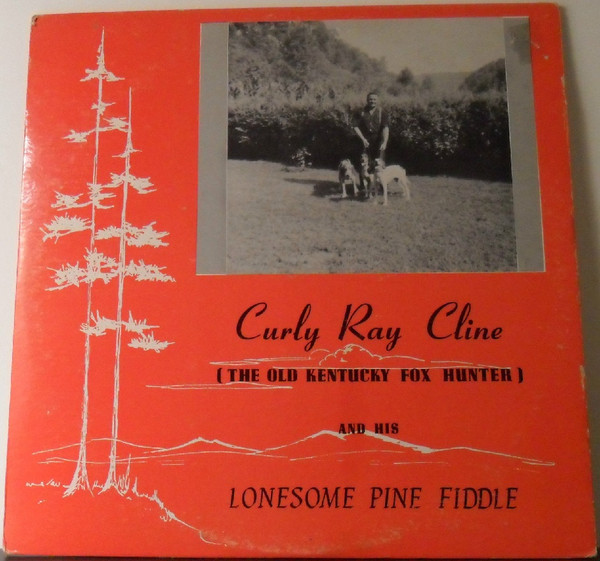 Curly Ray Cline
(THE OLD KENTUCKY FOX HUNTER)
AND HIS
LONESOME PINE FIDDLE